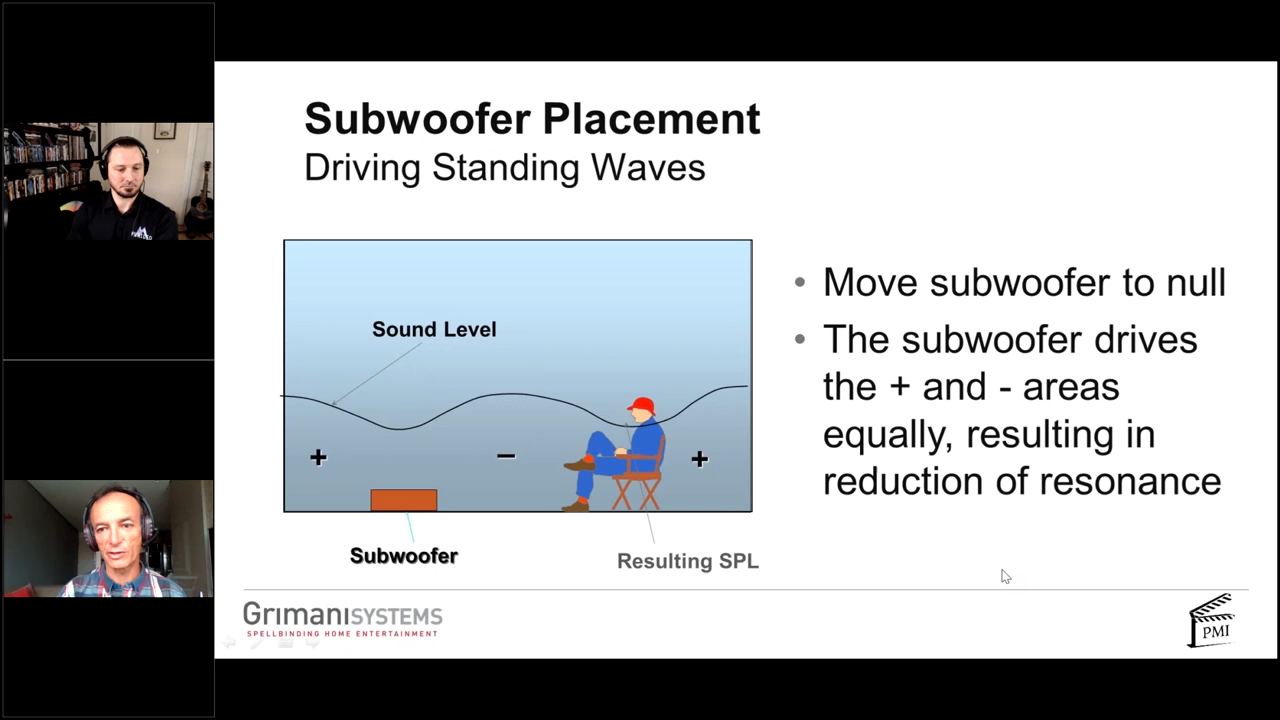 Subwoofer Placement
Driving Standing Waves
Sound Level
+ − +
Subwoofer
Resulting SPL
• Move subwoofer to null
• The subwoofer drives
the + and - areas
equally, resulting in
reduction of resonance
GrimaniSYSTEMS
SPELLBINDING HOME ENTERTAINMENT
PMI